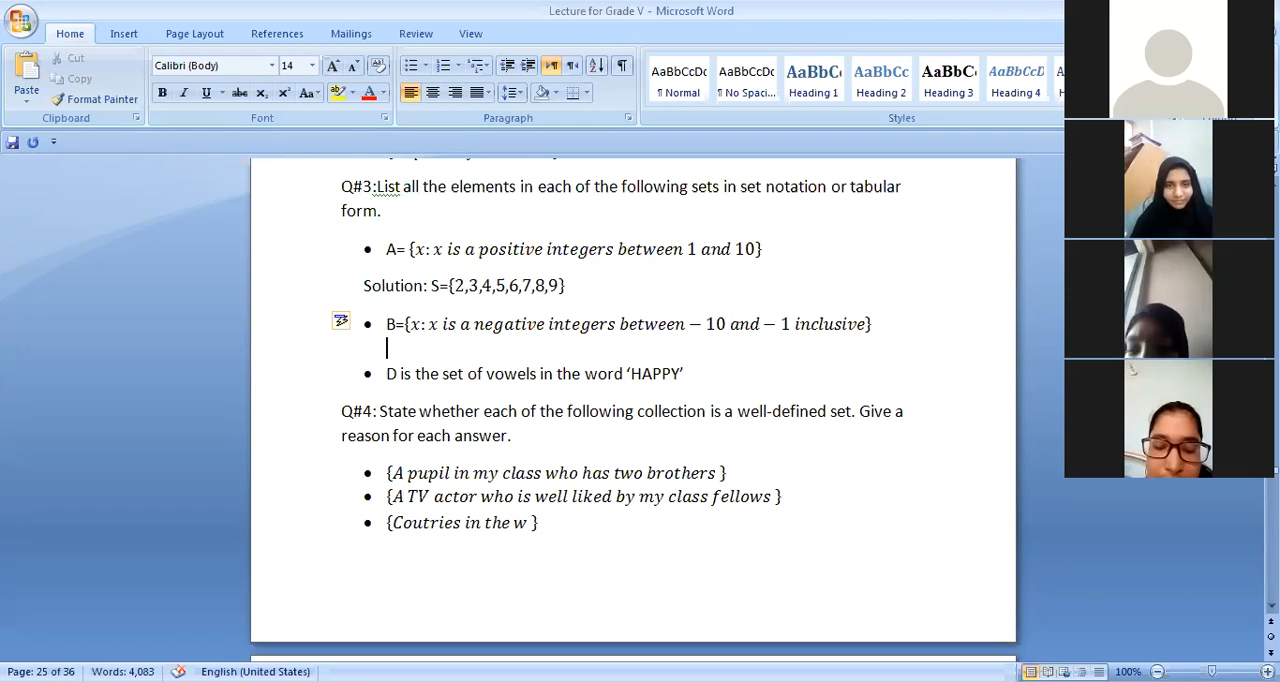 Lecture for Grade V - Microsoft Word
Home Insert Page Layout References Mailings Review View
Paste
Cut
Copy
Format Painter
Clipboard
Calibri (Body) 14
Font
Paragraph
AaBbCcDc AaBbCcDc AaBbC AaBbCc AaBbC AaBbCcD
¶ Normal ¶ No Spaci... Heading 1 Heading 2 Heading 3 Heading 4
Styles
Q#3:List all the elements in each of the following sets in set notation or tabular
form.
• A= {x: x is a positive integers between 1 and 10}
Solution: S={2,3,4,5,6,7,8,9}
• B={x: x is a negative integers between − 10 and − 1 inclusive}
• D is the set of vowels in the word ‘HAPPY’
Q#4: State whether each of the following collection is a well-defined set. Give a
reason for each answer.
• {A pupil in my class who has two brothers }
• {A TV actor who is well liked by my class fellows }
• {Coutries in the w }
Page: 25 of 36 Words: 4,083 English (United States) 100%